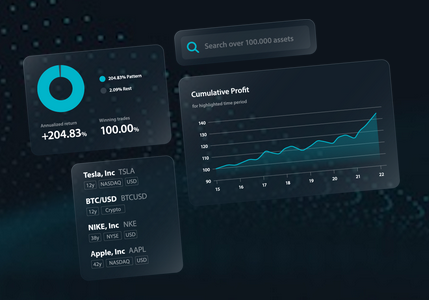 Search over 100,000 assets
204.83% Pattern
2.09% Rest
Annualized return
+204.83%
Winning trades
100.00%
Cumulative Profit
for highlighted time period
140
130
120
110
100
90
15 16 17 18 19 20 21 22
Tesla, Inc TSLA
12y NASDAQ USD
BTC/USD BTCUSD
12y Crypto
NIKE, Inc NKE
38y NYSE USD
Apple, Inc AAPL
42y NASDAQ USD